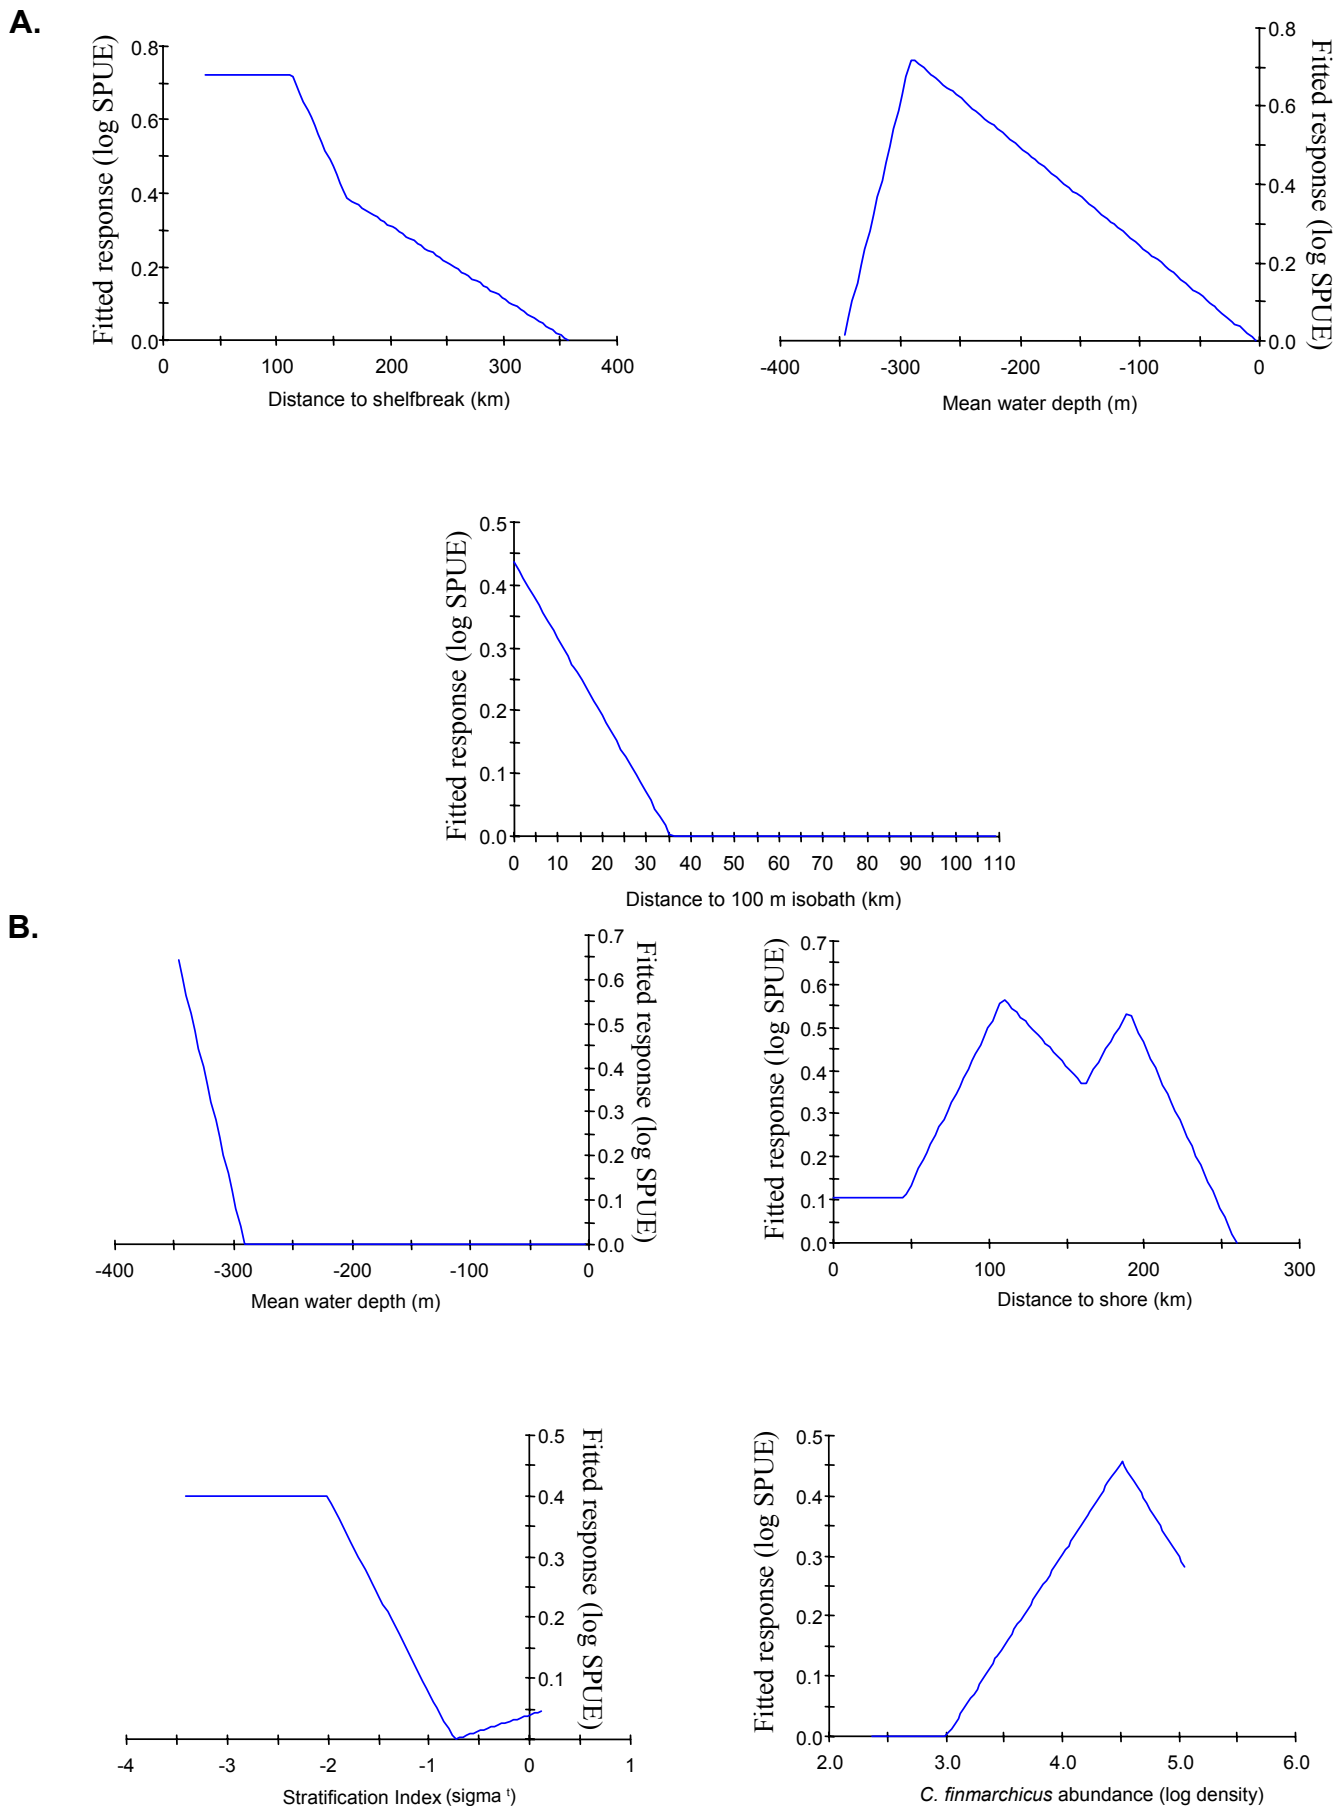 A.
Fitted response (log SPUE)
0.8
0.6
0.4
0.2
0.0
0 100 200 300 400
Distance to shelfbreak (km)
0.8
0.6
0.4
0.2
0.0
Fitted response (log SPUE)
-400 -300 -200 -100 0
Mean water depth (m)
Fitted response (log SPUE)
0.5
0.4
0.3
0.2
0.1
0.0
0 10 20 30 40 50 60 70 80 90 100 110
Distance to 100 m isobath (km)
B.
0.7
0.6
0.5
0.4
0.3
0.2
0.1
0.0
Fitted response (log SPUE)
-400 -300 -200 -100 0
Mean water depth (m)
Fitted response (log SPUE)
0.7
0.6
0.5
0.4
0.3
0.2
0.1
0.0
0 100 200 300
Distance to shore (km)
0.5
0.4
0.3
0.2
0.1
Fitted response (log SPUE)
-4 -3 -2 -1 0 1
Stratification Index (sigma t)
Fitted response (log SPUE)
0.5
0.4
0.3
0.2
0.1
0.0
2.0 3.0 4.0 5.0 6.0
C. finmarchicus abundance (log density)